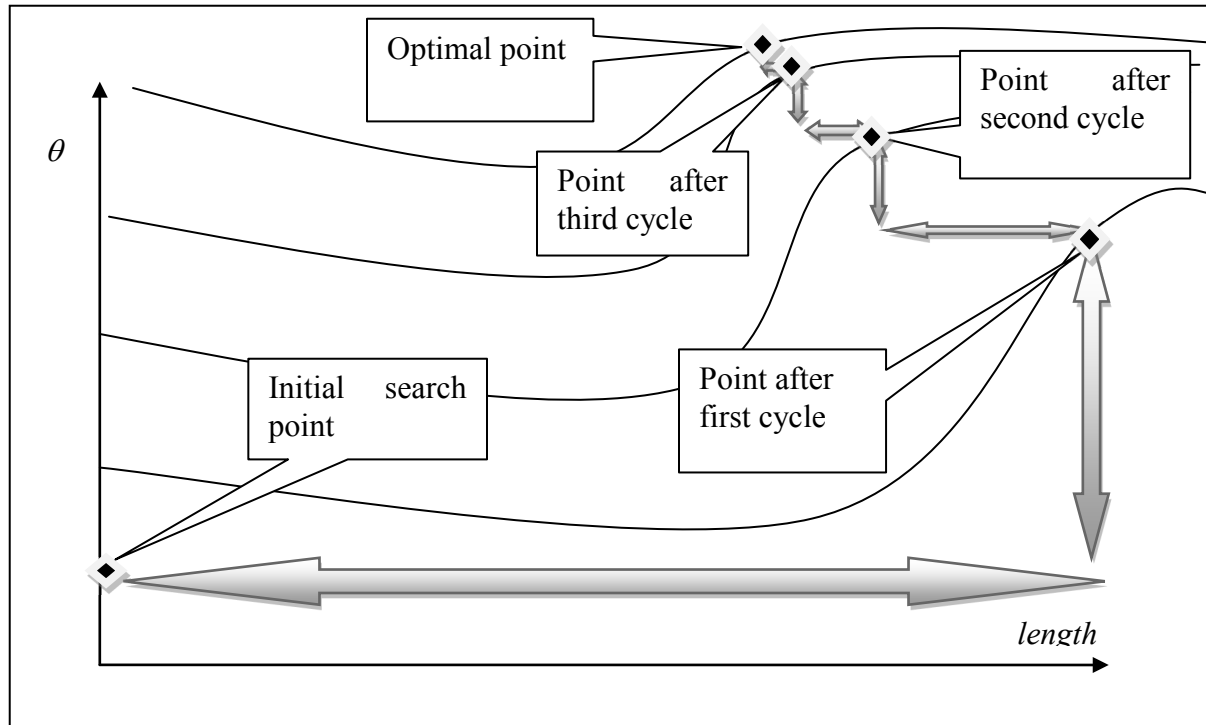 Optimal point
Point after
second cycle
θ
Point after
third cycle
Initial search
point
Point after
first cycle
length